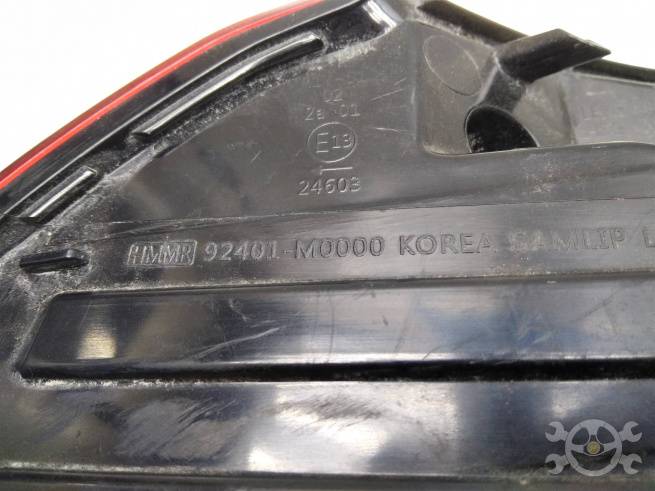 02
2a 01
E13
24603
HMMR 92401-M0000 KOREA SAMLIP L